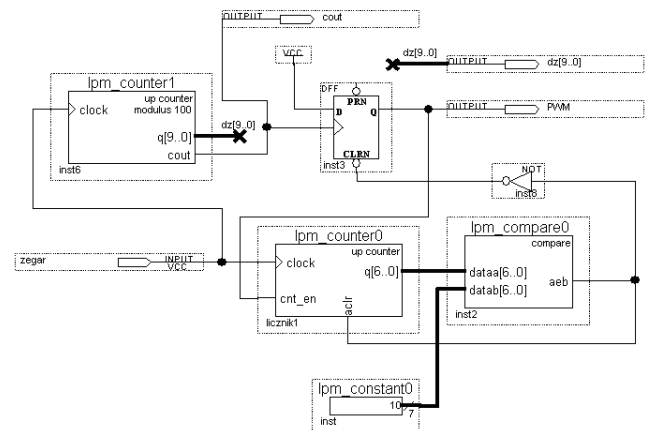 OUTPUT cout
VCC
dz[9..0] OUTPUT dz[9..0]
lpm_counter1
up counter
modulus 100
clock
q[9..0]
cout
inst6
dz[9..0]
DFF
PRN
D Q
CLRN
inst3
OUTPUT PWM
NOT
inst8
lpm_counter0
up counter
clock
q[6..0]
cnt_en
aclr
licznik1
lpm_compare0
compare
dataa[6..0]
datab[6..0]
aeb
inst2
zegar INPUT
VCC
lpm_constant0
10
7
inst